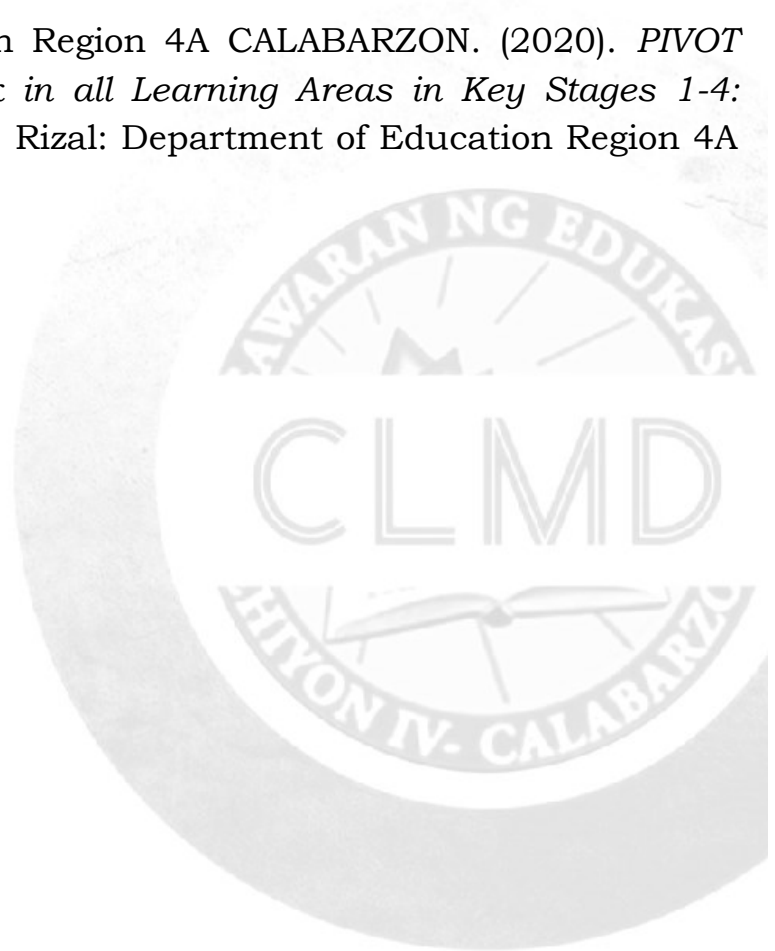 n Region 4A CALABARZON. (2020). PIVOT
in all Learning Areas in Key Stages 1-4:
Rizal: Department of Education Region 4A
AWARAN NG EDUKAS
CLMD
HIYON IV- CALABARZO